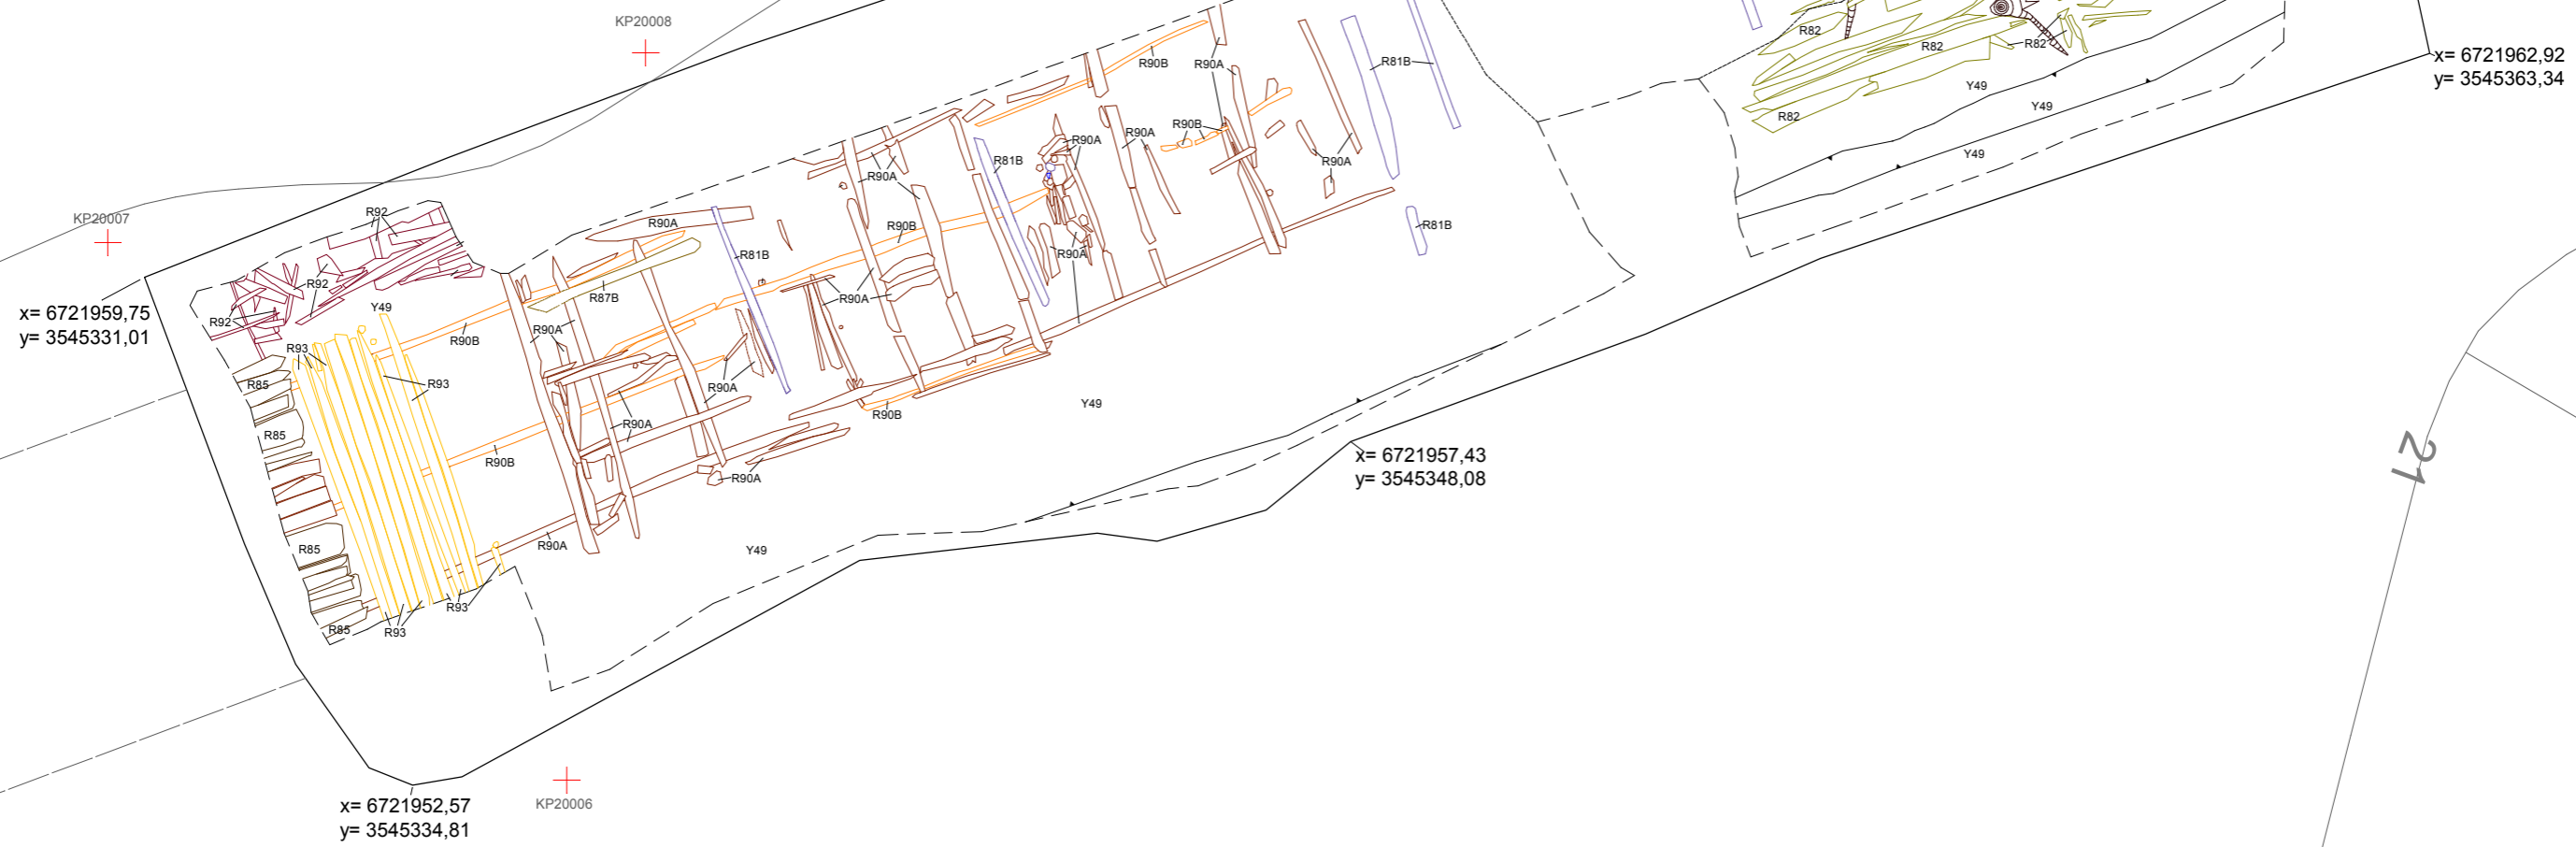 KP20008
R82
R82
R82
R82
x= 6721962,92
y= 3545363,34
R90B
R90A
R81B
Y49
Y49
Y49
R90B
R90A
R90A
R81B
R90A
R90A
KP20007
R92
R90A
R90B
R81B
R81B
R90A
R92
R87B
R90A
Y49
x= 6721959,75
y= 3545331,01
R92
R90A
R90B
R93
R85
R93
R90A
Y49
R90B
R90A
R85
R90B
x= 6721957,43
y= 3545348,08
21
R90A
R85
R90A
Y49
R93
R85
R93
x= 6721952,57
y= 3545334,81
KP20006